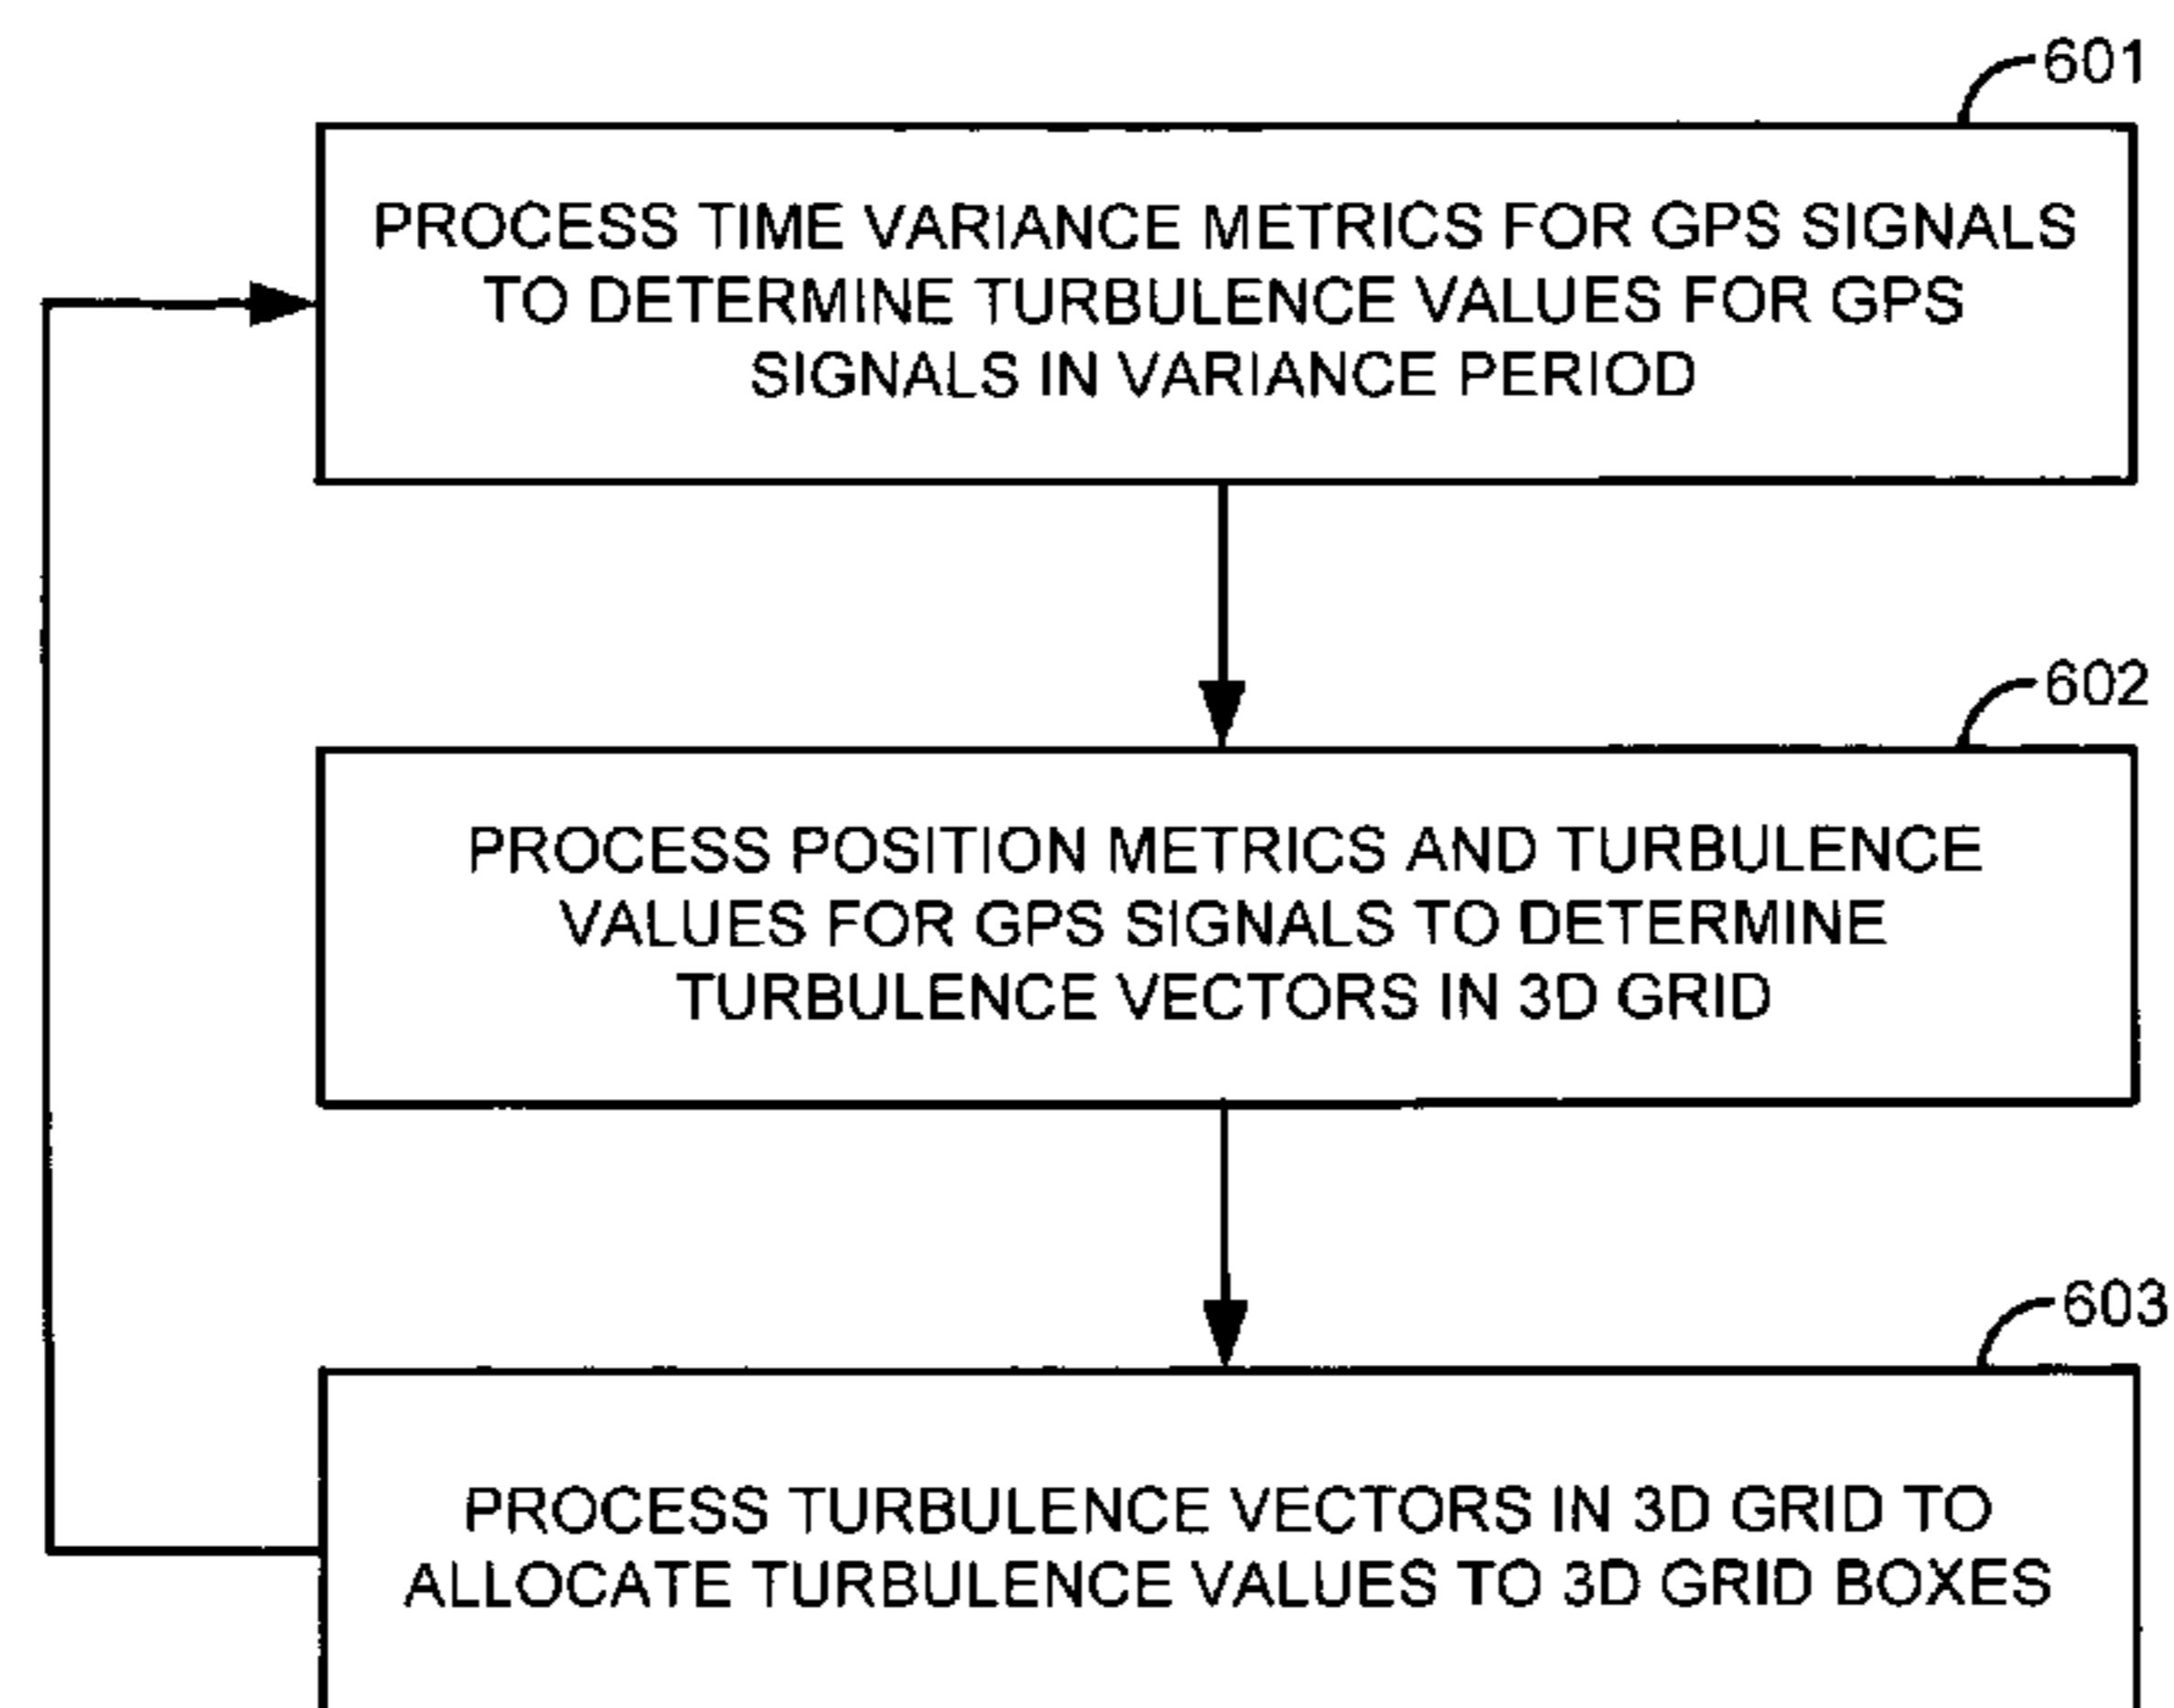 601
PROCESS TIME VARIANCE METRICS FOR GPS SIGNALS
TO DETERMINE TURBULENCE VALUES FOR GPS
SIGNALS IN VARIANCE PERIOD
602
PROCESS POSITION METRICS AND TURBULENCE
VALUES FOR GPS SIGNALS TO DETERMINE
TURBULENCE VECTORS IN 3D GRID
603
PROCESS TURBULENCE VECTORS IN 3D GRID TO
ALLOCATE TURBULENCE VALUES TO 3D GRID BOXES